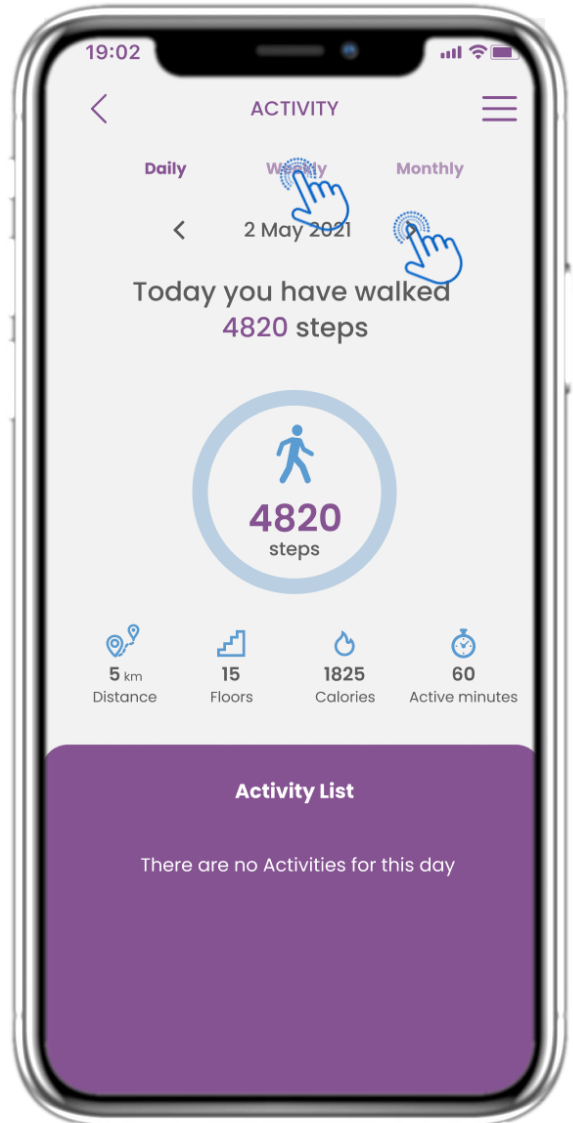 19:02
ACTIVITY
Daily Weekly Monthly
2 May 2021
Today you have walked
4820 steps
4820
steps
5 km 15 1825 60
Distance Floors Calories Active minutes
Activity List
There are no Activities for this day